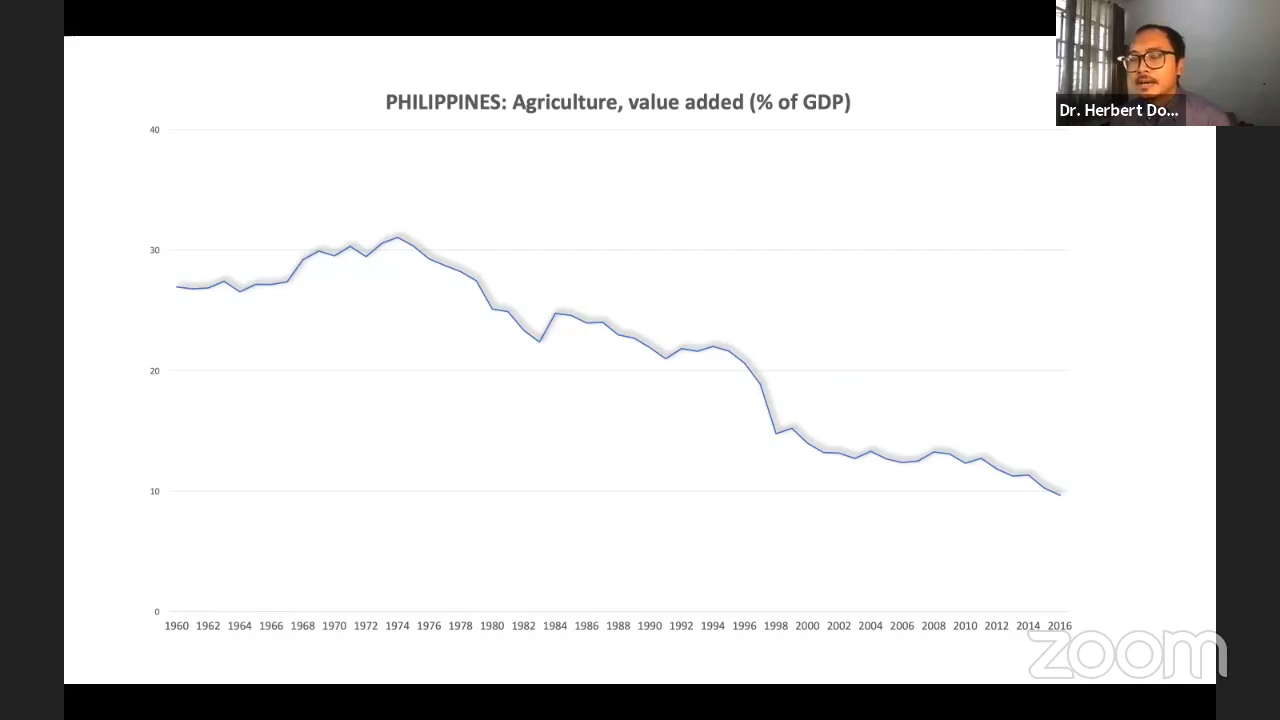 PHILIPPINES: Agriculture, value added (% of GDP)
Dr. Herbert Do...
40
30
20
10
0
1960 1962 1964 1966 1968 1970 1972 1974 1976 1978 1980 1982 1984 1986 1988 1990 1992 1994 1996 1998 2000 2002 2004 2006 2008 2010 2012 2014 2016
zoom